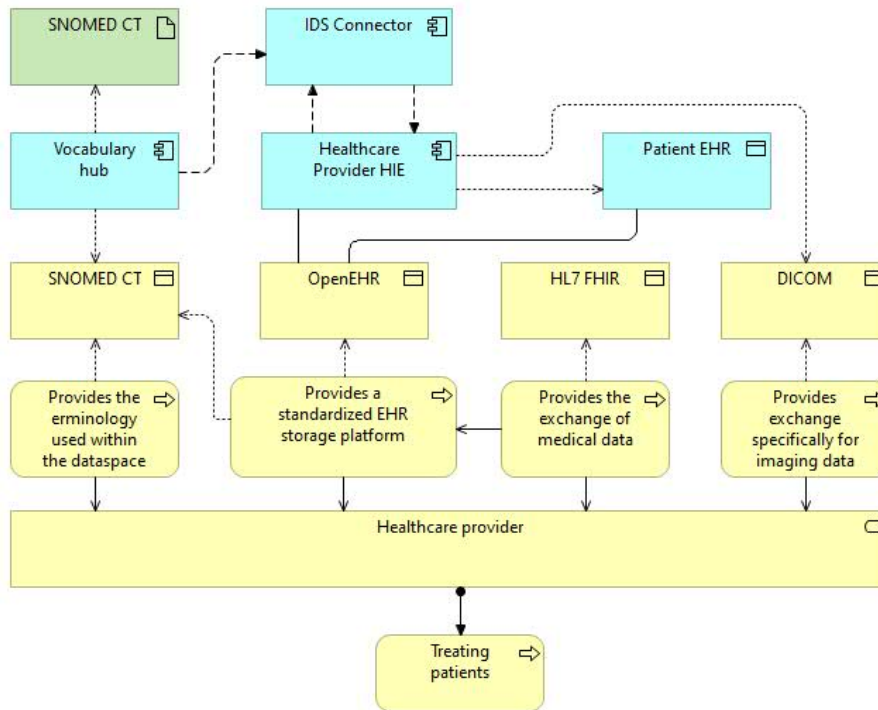 SNOMED CT
IDS Connector
Vocabulary
hub
Healthcare
Provider HIE
Patient EHR
SNOMED CT
OpenEHR
HL7 FHIR
DICOM
Provides the
erminology
used within
the dataspace
Provides a
standardized EHR
storage platform
Provides the
exchange of
medical data
Provides
exchange
specifically for
imaging data
Healthcare provider
Treating
patients